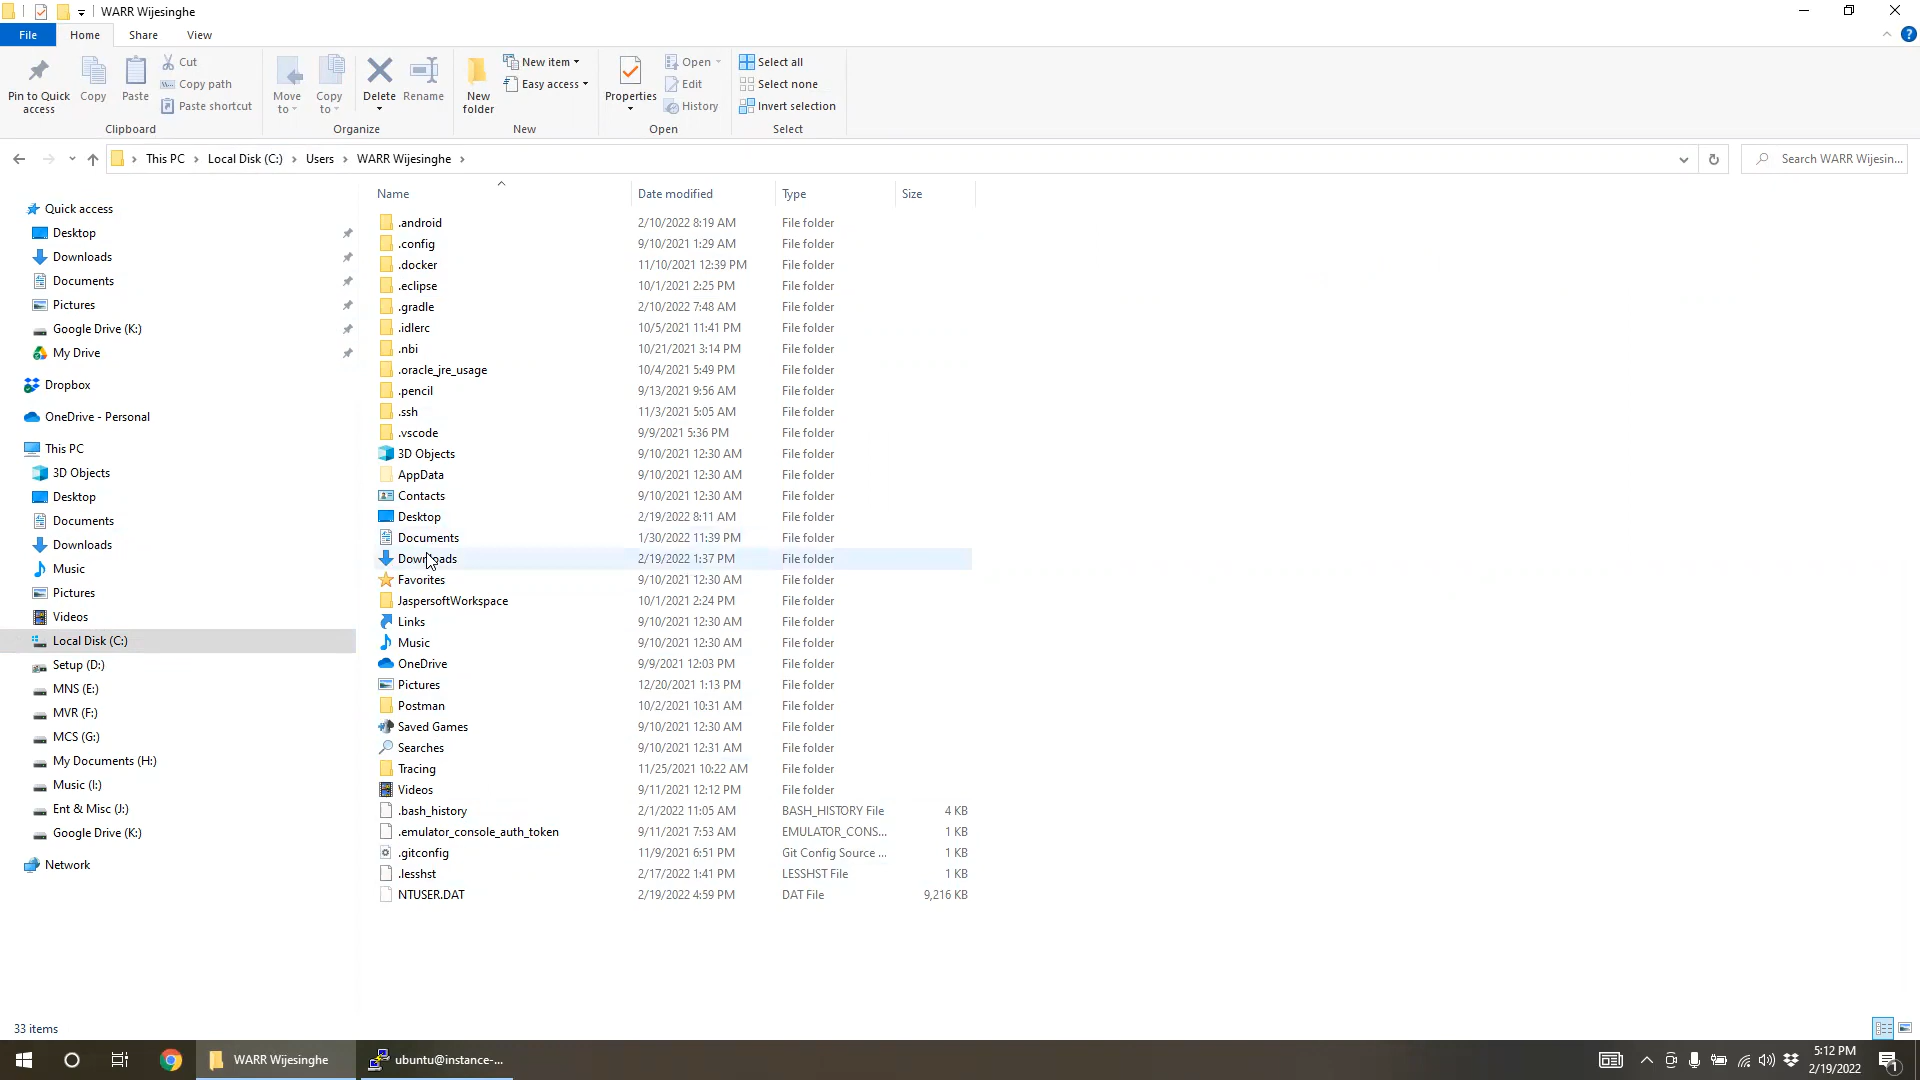 WARR Wijesinghe
File Home Share View
Pin to Quick access
Copy
Paste
Cut
Copy path
Paste shortcut
Clipboard
Move to
Copy to
Delete
Rename
Organize
New folder
New item
Easy access
New
Properties
Open
Edit
History
Open
Select all
Select none
Invert selection
Select
This PC Local Disk (C:) Users WARR Wijesinghe
Search WARR Wijesin...
Quick access
Desktop
Downloads
Documents
Pictures
Google Drive (K:)
My Drive
Dropbox
OneDrive - Personal
This PC
3D Objects
Desktop
Documents
Downloads
Music
Pictures
Videos
Local Disk (C:)
Setup (D:)
MNS (E:)
MVR (F:)
MCS (G:)
My Documents (H:)
Music (I:)
Ent & Misc (J:)
Google Drive (K:)
Network
Name Date modified Type Size
.android 2/10/2022 8:19 AM File folder
.config 9/10/2021 1:29 AM File folder
.docker 11/10/2021 12:39 PM File folder
.eclipse 10/1/2021 2:25 PM File folder
.gradle 2/10/2022 7:48 AM File folder
.idlerc 10/5/2021 11:41 PM File folder
.nbi 10/21/2021 3:14 PM File folder
.oracle_jre_usage 10/4/2021 5:49 PM File folder
.pencil 9/13/2021 9:56 AM File folder
.ssh 11/3/2021 5:05 AM File folder
.vscode 9/9/2021 5:36 PM File folder
3D Objects 9/10/2021 12:30 AM File folder
AppData 9/10/2021 12:30 AM File folder
Contacts 9/10/2021 12:30 AM File folder
Desktop 2/19/2022 8:11 AM File folder
Documents 1/30/2022 11:39 PM File folder
Downloads 2/19/2022 1:37 PM File folder
Favorites 9/10/2021 12:30 AM File folder
JaspersoftWorkspace 10/1/2021 2:24 PM File folder
Links 9/10/2021 12:30 AM File folder
Music 9/10/2021 12:30 AM File folder
OneDrive 9/9/2021 12:03 PM File folder
Pictures 12/20/2021 1:13 PM File folder
Postman 10/2/2021 10:31 AM File folder
Saved Games 9/10/2021 12:30 AM File folder
Searches 9/10/2021 12:31 AM File folder
Tracing 11/25/2021 10:22 AM File folder
Videos 9/11/2021 12:12 PM File folder
.bash_history 2/1/2022 11:05 AM BASH_HISTORY File 4 KB
.emulator_console_auth_token 9/11/2021 7:53 AM EMULATOR_CONS... 1 KB
.gitconfig 11/9/2021 6:51 PM Git Config Source ... 1 KB
.lesshst 2/17/2022 1:41 PM LESSHST File 1 KB
NTUSER.DAT 2/19/2022 4:59 PM DAT File 9,216 KB
33 items
WARR Wijesinghe
ubuntu@instance-...
5:12 PM
2/19/2022
1